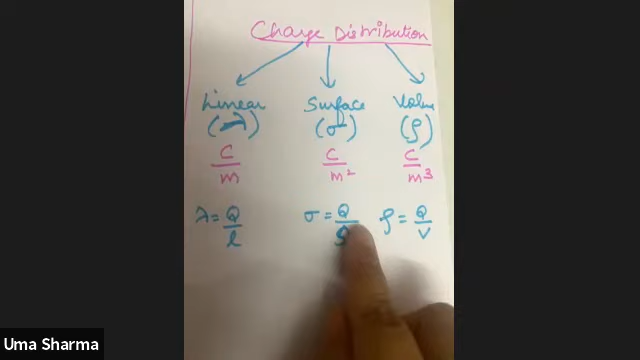 Charge Distribution
Linear Surface Volume
(λ) (σ) (ρ)
C/m C/m² C/m³
λ = Q/l σ = Q/S ρ = Q/V
Uma Sharma